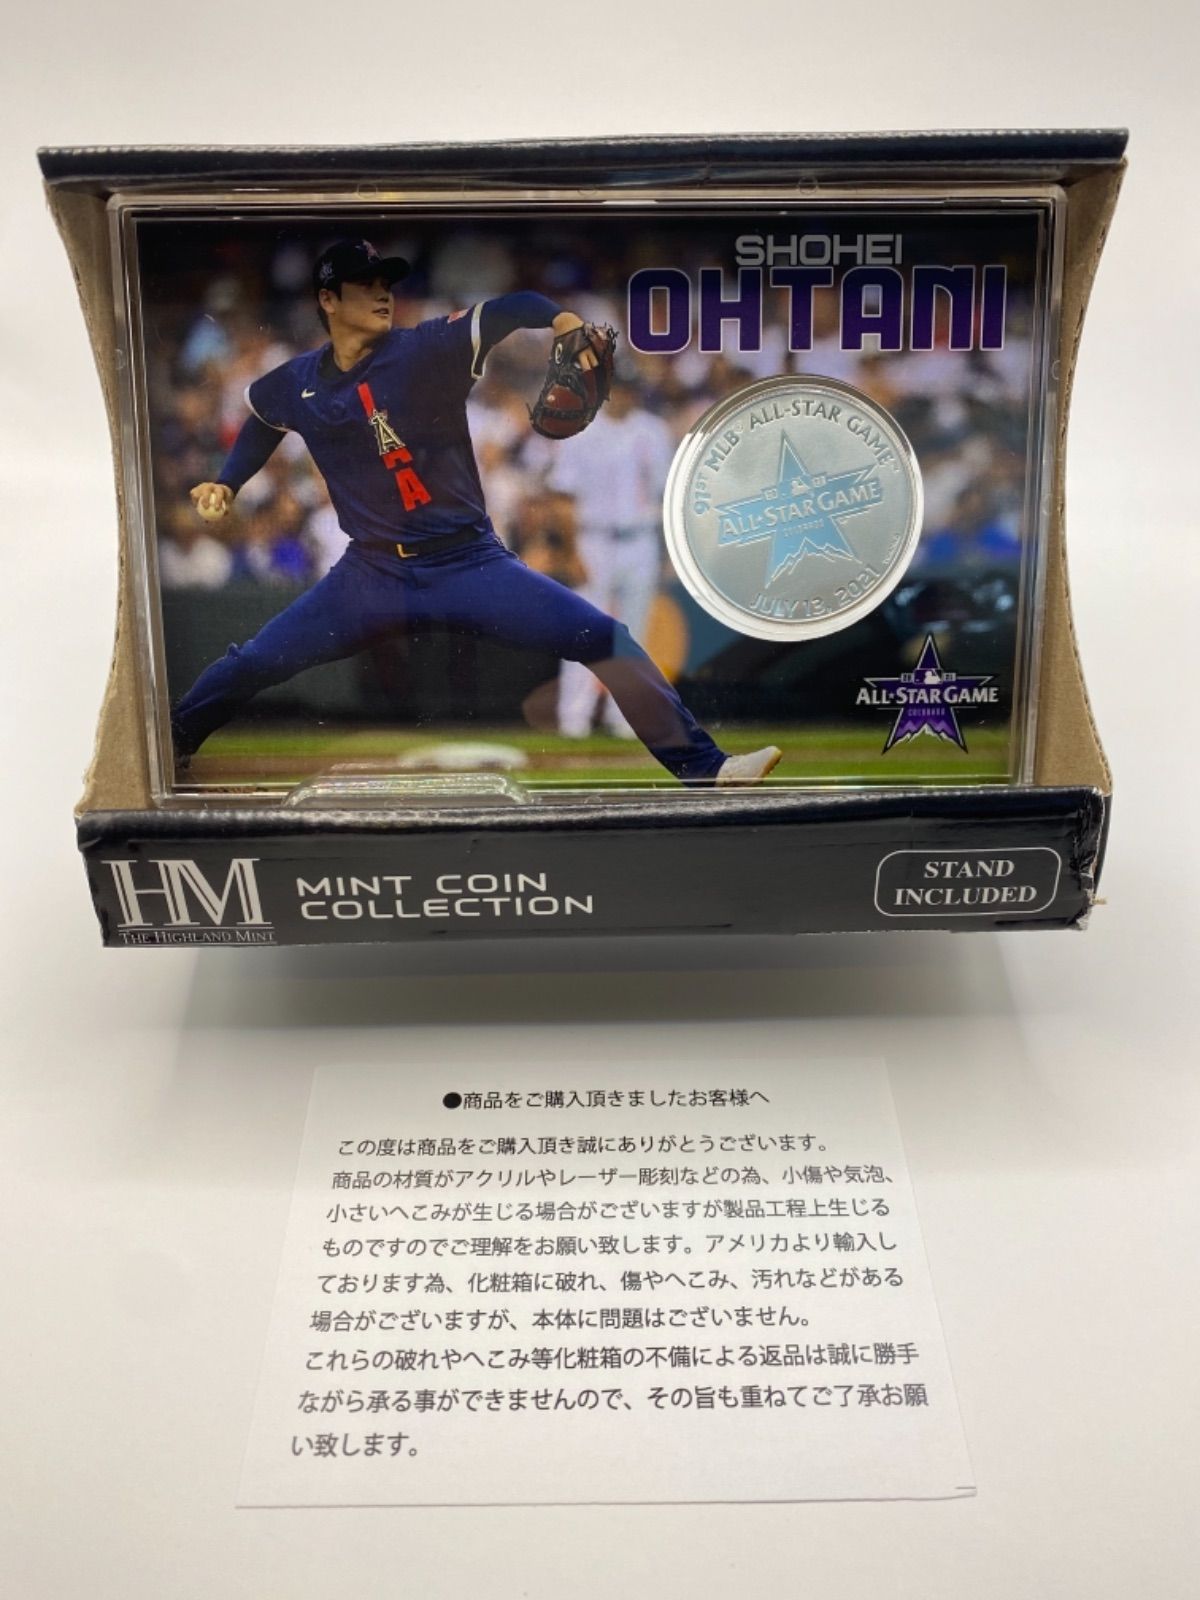 SHOHEI
OHTANI
91ST MLB ALL-STAR GAME
20 21
ALL★STAR GAME
COLORADO
JULY 13, 2021
A
20 21
ALL★STAR GAME
COLORADO
HM
THE HIGHLAND MINT
MINT COIN
COLLECTION
STAND
INCLUDED
●商品をご購入頂きましたお客様へ
この度は商品をご購入頂き誠にありがとうございます。
商品の材質がアクリルやレーザー彫刻などの為、小傷や気泡、
小さいへこみが生じる場合がございますが製品工程上生じる
ものですのでご理解をお願い致します。アメリカより輸入し
ております為、化粧箱に破れ、傷やへこみ、汚れなどがある
場合がございますが、本体に問題はございません。
これらの破れやへこみ等化粧箱の不備による返品は誠に勝手
ながら承る事ができませんので、その旨も重ねてご了承お願
い致します。